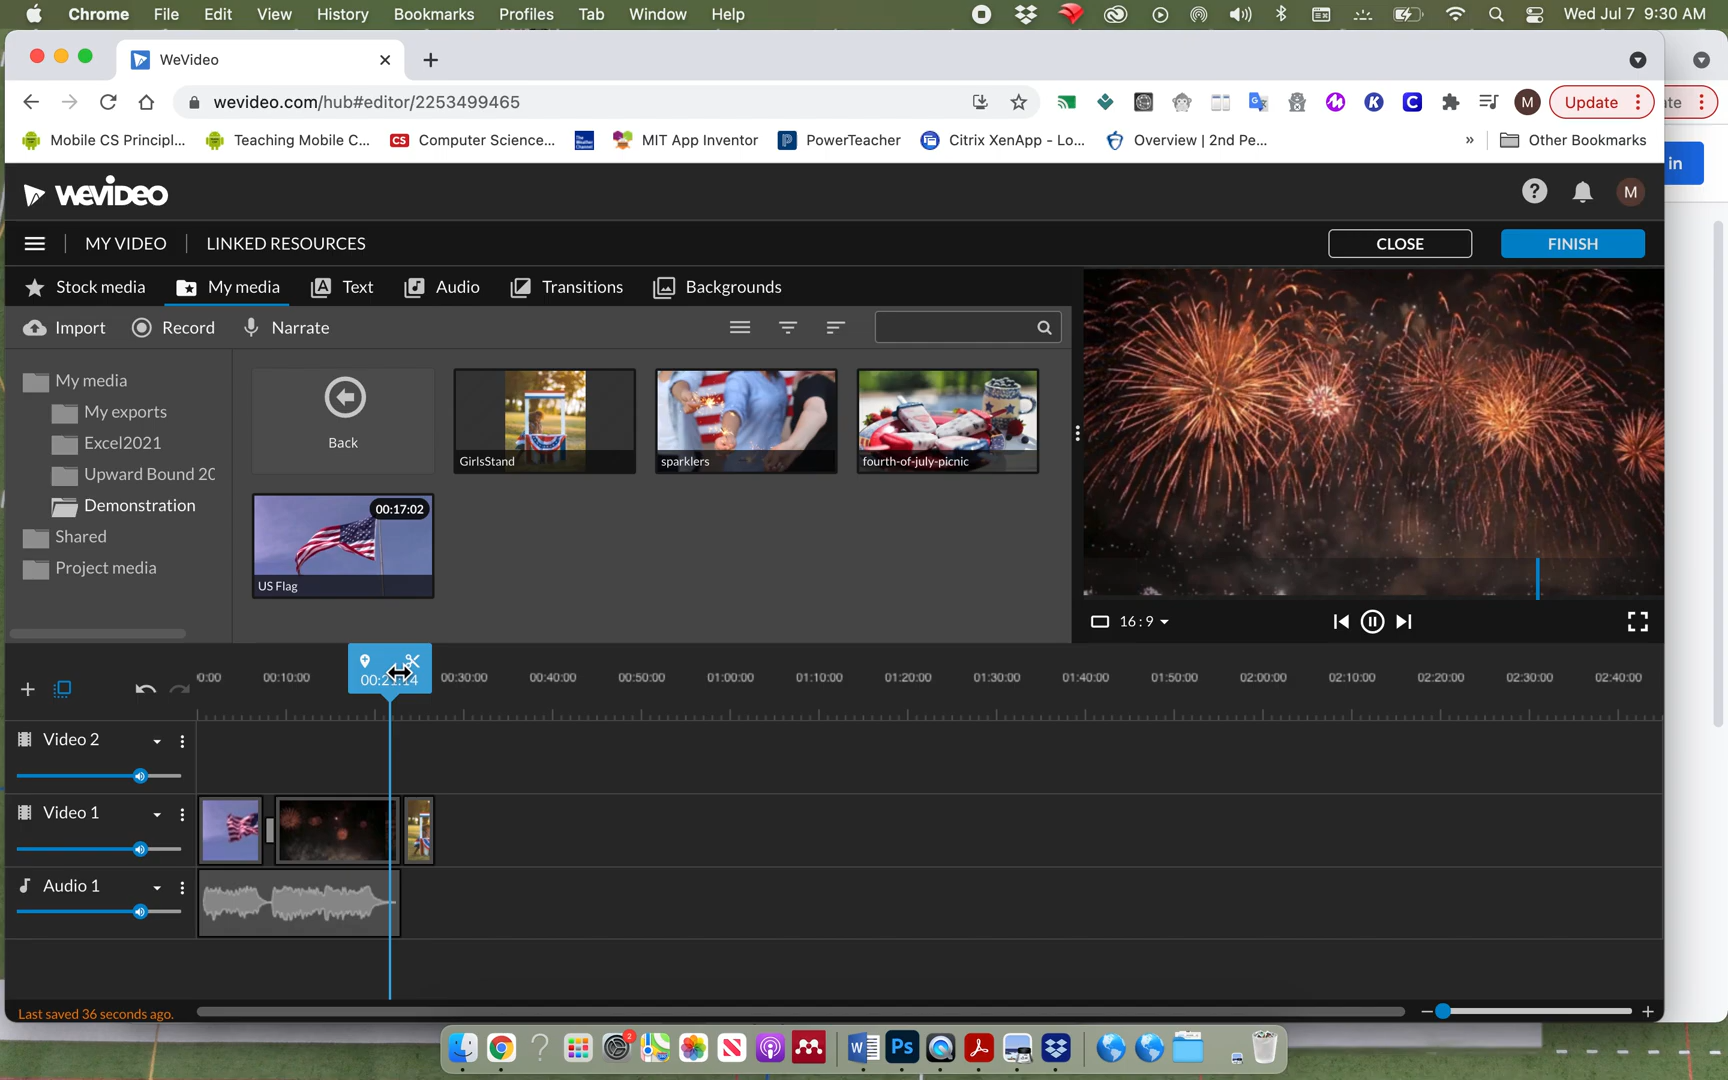 Chrome File Edit View History Bookmarks Profiles Tab Window Help Wed Jul 7 9:30 AM
WeVideo
wevideo.com/hub#editor/2253499465 M Update
Mobile CS Principl... Teaching Mobile C... CS Computer Science... MIT App Inventor PowerTeacher Citrix XenApp - Lo... Overview | 2nd Pe... » Other Bookmarks
in
WEVIDEO ? M
MY VIDEO LINKED RESOURCES CLOSE FINISH
Stock media My media Text Audio Transitions Backgrounds
Import Record Narrate
My media
My exports
Excel2021
Upward Bound 20
Demonstration
Shared
Project media
Back
GirlsStand
sparklers
fourth-of-july-picnic
00:17:02
US Flag
16:9
0:00 00:10:00 00:30:00 00:40:00 00:50:00 01:00:00 01:10:00 01:20:00 01:30:00 01:40:00 01:50:00 02:00:00 02:10:00 02:20:00 02:30:00 02:40:00
Video 2
Video 1
Audio 1
Last saved 36 seconds ago.